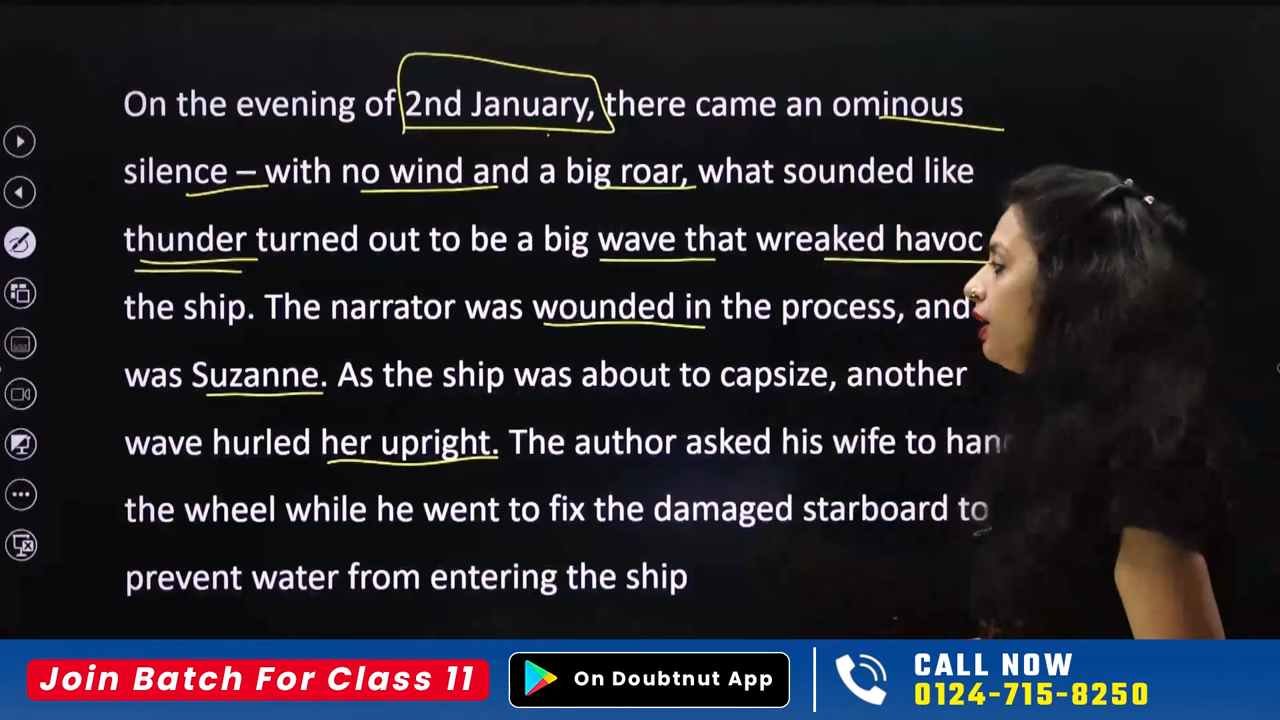 On the evening of 2nd January, there came an ominous
silence – with no wind and a big roar, what sounded like
thunder turned out to be a big wave that wreaked havoc
the ship. The narrator was wounded in the process, and
was Suzanne. As the ship was about to capsize, another
wave hurled her upright. The author asked his wife to
the wheel while he went to fix the damaged starboard to
prevent water from entering the ship
Join Batch For Class 11
On Doubtnut App
CALL NOW
0124-715-8250